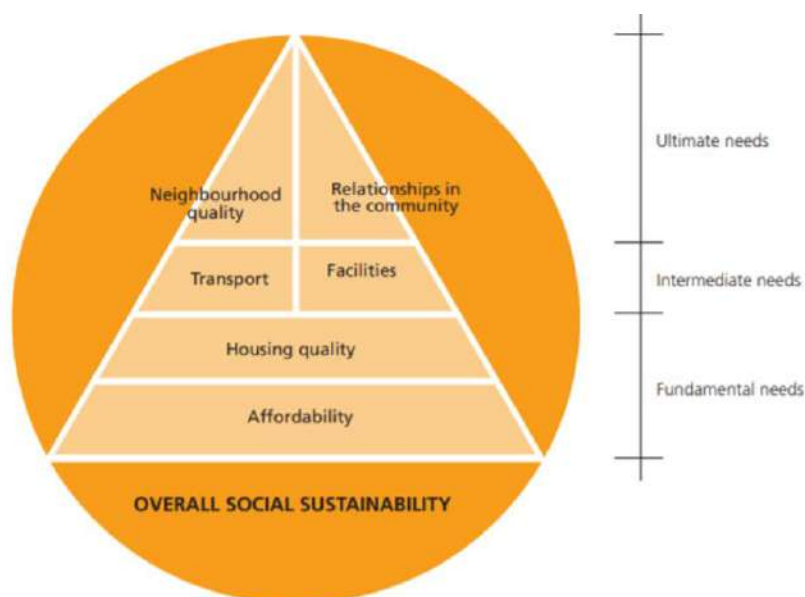 Neighbourhood
quality
Relationships in
the community
Ultimate needs
Transport
Facilities
Intermediate needs
Housing quality
Affordability
Fundamental needs
OVERALL SOCIAL SUSTAINABILITY